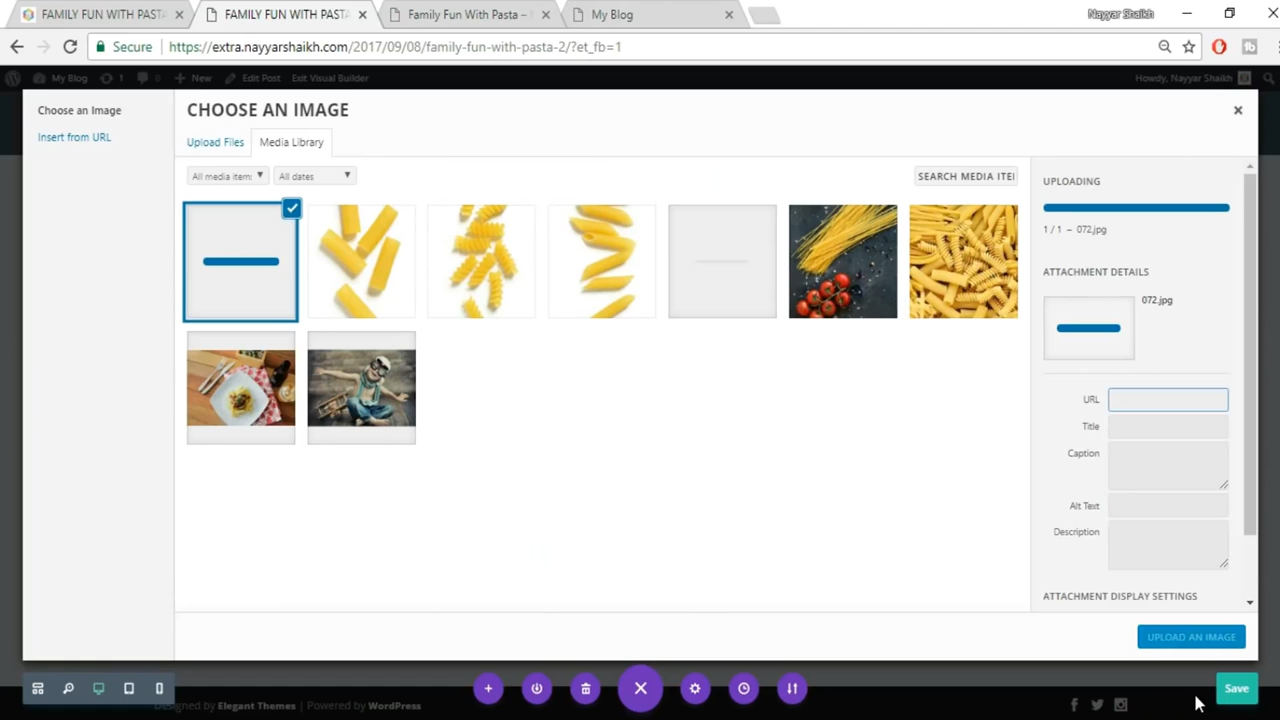 FAMILY FUN WITH PASTA
FAMILY FUN WITH PASTA
Family Fun With Pasta –
My Blog
Nayyar Shaikh
Secure
https://extra.nayyarshaikh.com/2017/09/08/family-fun-with-pasta-2/?et_fb=1
My Blog
1
0
New
Edit Post
Exit Visual Builder
Howdy, Nayyar Shaikh
Choose an Image
Insert from URL
CHOOSE AN IMAGE
Upload Files
Media Library
All media item
All dates
SEARCH MEDIA ITEI
UPLOADING
1 / 1 – 072.jpg
ATTACHMENT DETAILS
072.jpg
URL
Title
Caption
Alt Text
Description
ATTACHMENT DISPLAY SETTINGS
UPLOAD AN IMAGE
Save
Designed by Elegant Themes | Powered by WordPress